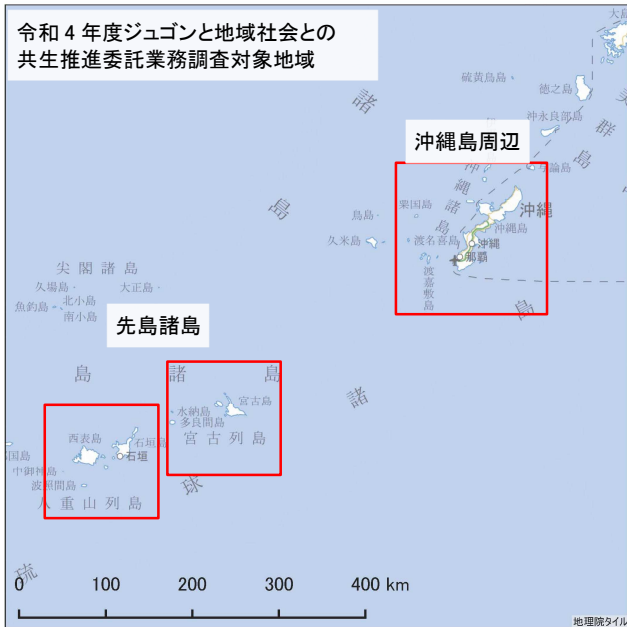 令和4年度ジュゴンと地域社会との
共生推進委託業務調査対象地域
大島
硫黄鳥島
徳之島
沖永良部島
与論島
沖縄島周辺
沖縄諸島
沖縄
粟国島
鳥島
久米島
渡名喜島
沖縄島
沖縄
那覇
渡嘉敷島
尖閣諸島
久場島
大正島
北小島
魚釣島
南小島
先島諸島
宮古島
水納島
多良間島
宮古列島
西表島
石垣島
石垣
中御神島
波照間島
八重山列島
琉球諸島
0 100 200 300 400 km
地理院タイル